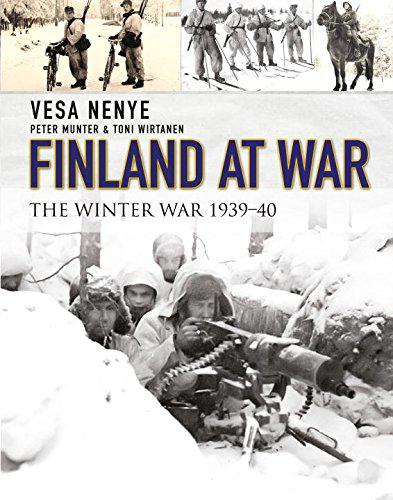 VESA NENYE
PETER MUNTER & TONI WIRTANEN
FINLAND AT WAR
THE WINTER WAR 1939–40